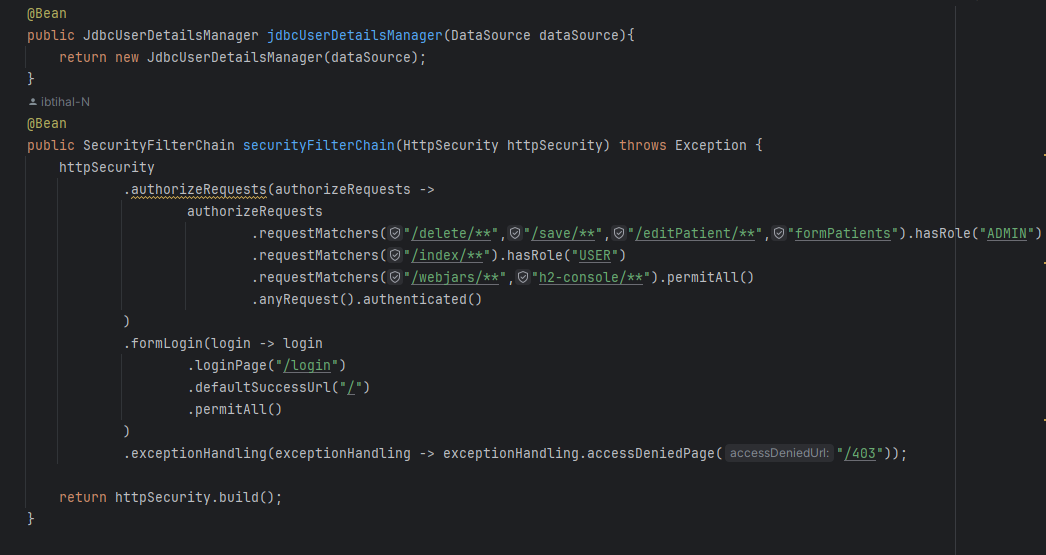 @Bean
public JdbcUserDetailsManager jdbcUserDetailsManager(DataSource dataSource){
    return new JdbcUserDetailsManager(dataSource);
}
ibtihal-N
@Bean
public SecurityFilterChain securityFilterChain(HttpSecurity httpSecurity) throws Exception {
    httpSecurity
            .authorizeRequests(authorizeRequests ->
                    authorizeRequests
                            .requestMatchers("/delete/**","/save/**","/editPatient/**","formPatients").hasRole("ADMIN")
                            .requestMatchers("/index/**").hasRole("USER")
                            .requestMatchers("/webjars/**","h2-console/**").permitAll()
                            .anyRequest().authenticated()
            )
            .formLogin(login -> login
                    .loginPage("/login")
                    .defaultSuccessUrl("/")
                    .permitAll()
            )
            .exceptionHandling(exceptionHandling -> exceptionHandling.accessDeniedPage( accessDeniedUrl: "/403"));
    return httpSecurity.build();
}